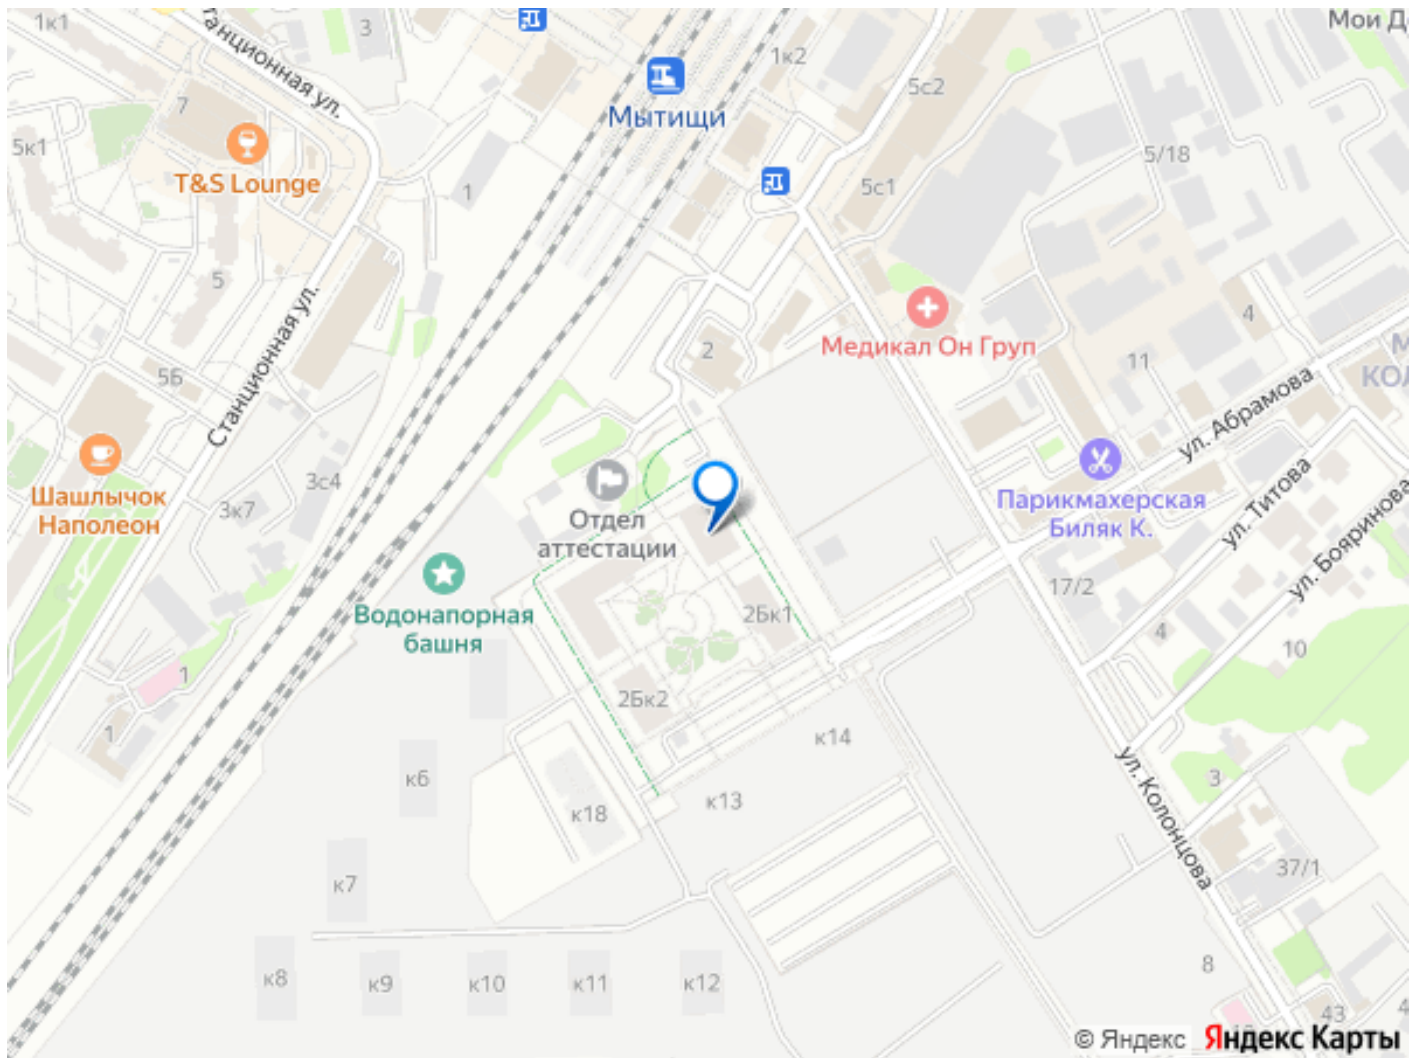 1к1
Станционная ул.
3
Мытищи
1к2
5с2
Мои
7
5к1
T&S Lounge
1
5с1
5/18
5
Станционная ул.
2
Медикал Он Груп
4
11
КО
ул. Абрамова
5Б
Шашлычок
Наполеон
3с4
3к7
Отдел
аттестации
Парикмахерская
Биляк К.
ул. Титова
ул. Бояринова
Водонапорная
башня
2Бк1
17/2
4
10
1
1
2Бк2
к14
к6
к13
к18
3
ул. Колонцова
37/1
к7
к8
к9
к10
к11
к12
8
43
© Яндекс
Яндекс Карты